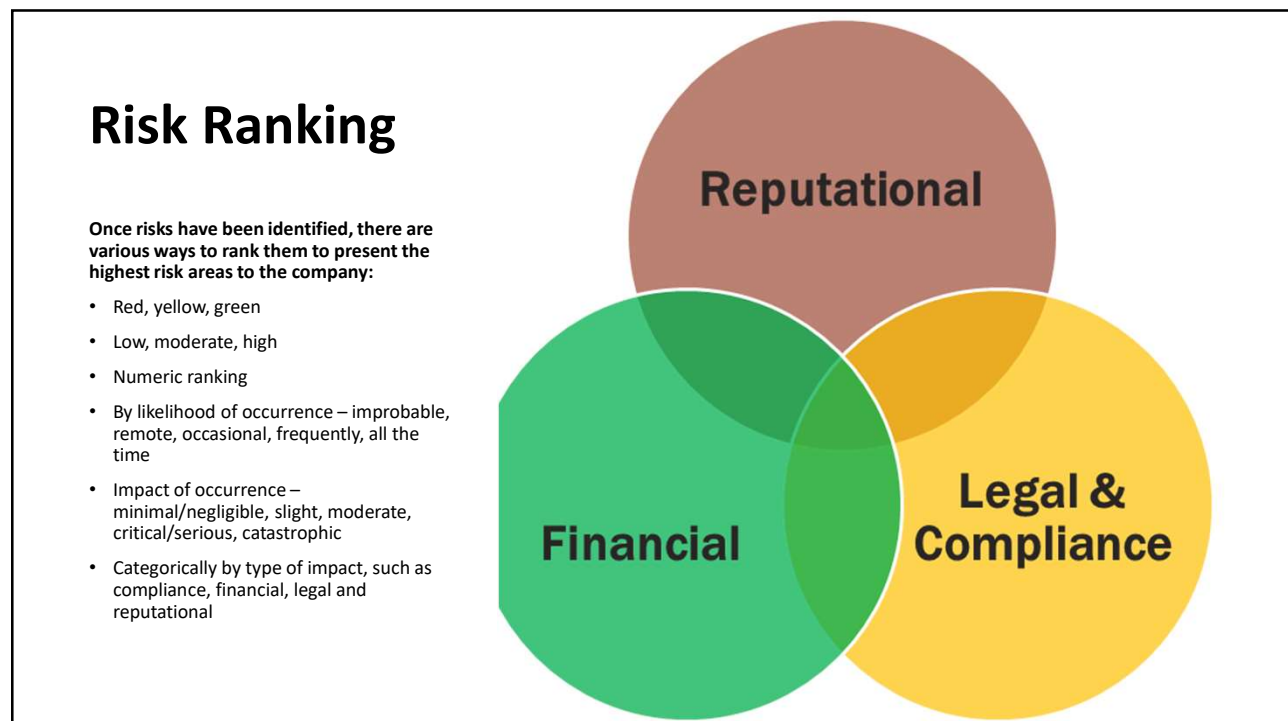 Risk Ranking
Once risks have been identified, there are
various ways to rank them to present the
highest risk areas to the company:
• Red, yellow, green
• Low, moderate, high
• Numeric ranking
• By likelihood of occurrence – improbable,
remote, occasional, frequently, all the
time
• Impact of occurrence –
minimal/negligible, slight, moderate,
critical/serious, catastrophic
• Categorically by type of impact, such as
compliance, financial, legal and
reputational
Reputational
Financial
Legal &
Compliance